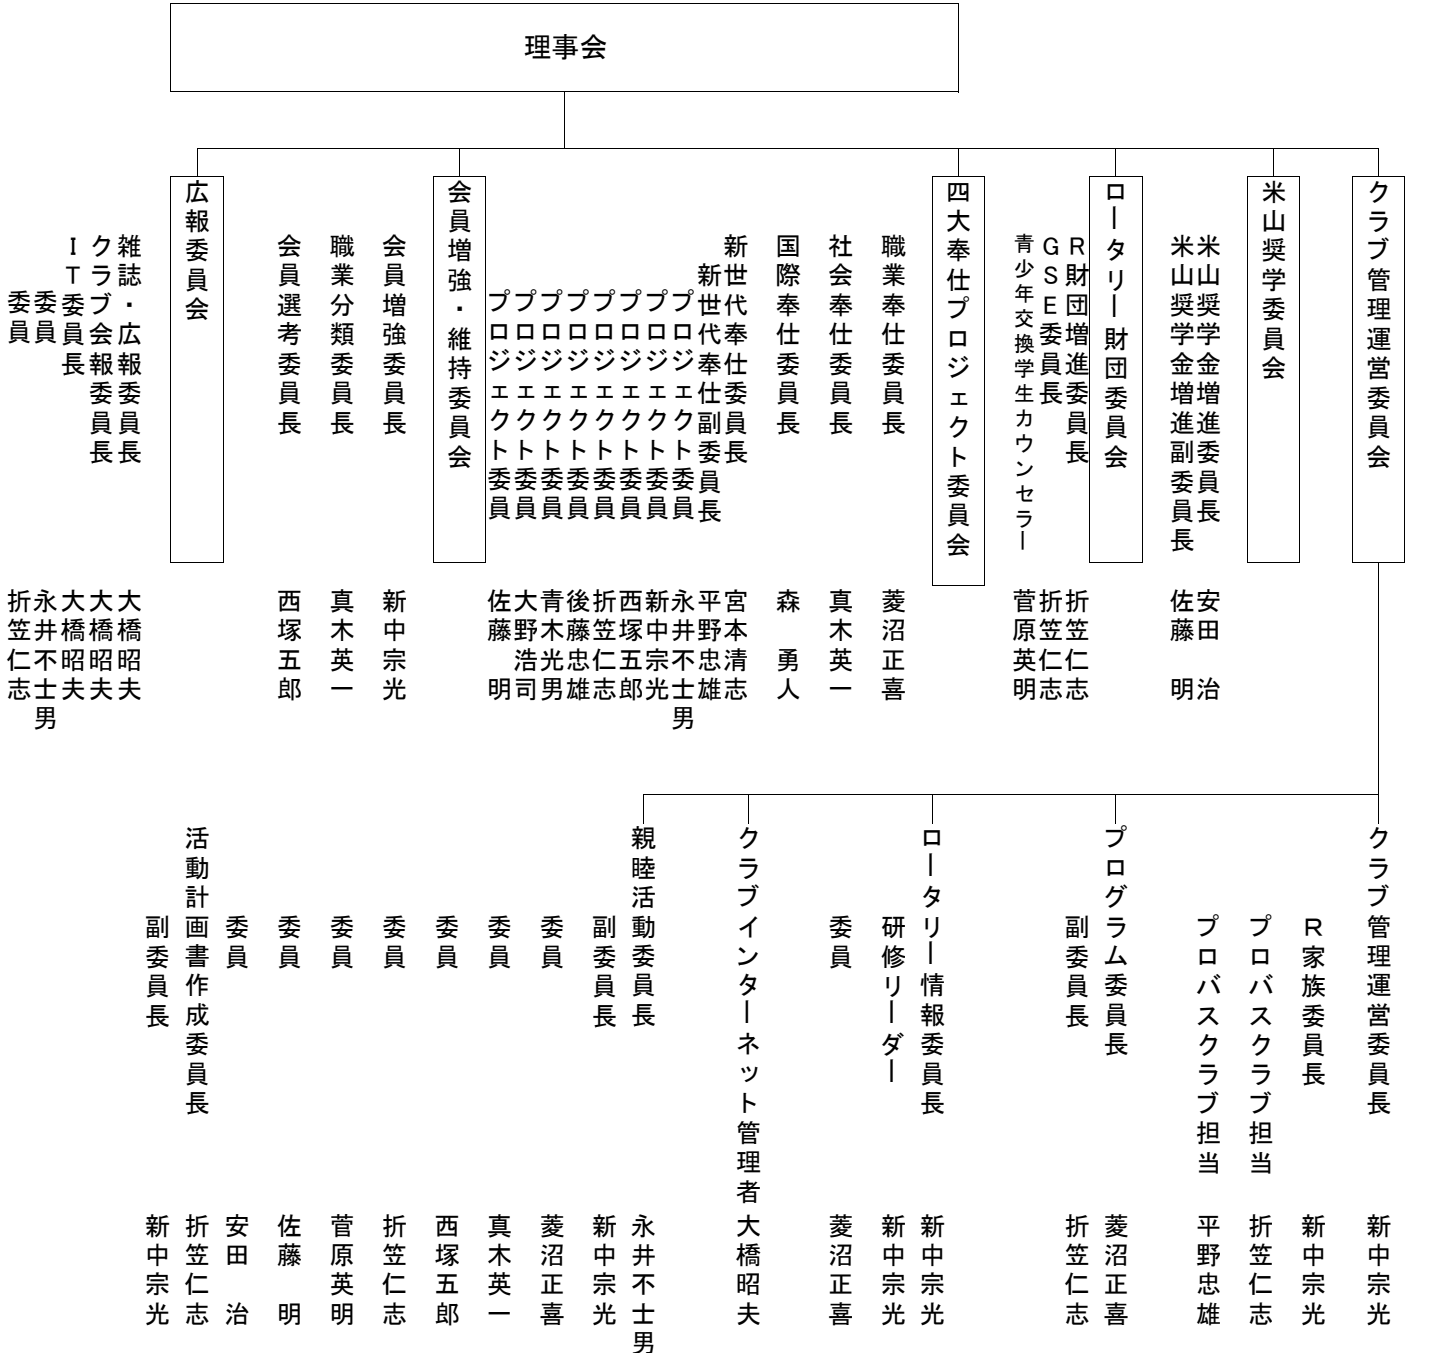 理事会
クラブ管理運営委員会
米山奨学委員会
米山奨学金増進委員長 安田 治
米山奨学金増進副委員長 佐藤 明
ロータリー財団委員会
R財団増進委員長 折笠仁志
GSE委員長 折笠仁志
青少年交換学生カウンセラー 菅原英明
四大奉仕プロジェクト委員会
職業奉仕委員長 菱沼正喜
社会奉仕委員長 真木英一
国際奉仕委員長 森 勇人
新世代奉仕委員長 宮本清志
新世代奉仕副委員長 平野忠雄
プロジェクト委員 永井不士男
プロジェクト委員 新中宗光
プロジェクト委員 西塚五郎
プロジェクト委員 折笠仁志
プロジェクト委員 後藤忠雄
プロジェクト委員 青木光男
プロジェクト委員 大野浩司
プロジェクト委員 佐藤 明
会員増強・維持委員会
会員増強委員長 新中宗光
職業分類委員長 真木英一
会員選考委員長 西塚五郎
広報委員会
雑誌・広報委員長 大橋昭夫
クラブ会報委員長 大橋昭夫
IT委員長 大橋昭夫
委員 永井不士男
委員 折笠仁志
クラブ管理運営委員長 新中宗光
R家族委員長 新中宗光
プロバスクラブ担当 折笠仁志
プロバスクラブ担当 平野忠雄
プログラム委員長 菱沼正喜
副委員長 折笠仁志
ロータリー情報委員長 新中宗光
研修リーダー 新中宗光
委員 菱沼正喜
クラブインターネット管理者 大橋昭夫
親睦活動委員長 永井不士男
副委員長 新中宗光
委員 菱沼正喜
委員 真木英一
委員 西塚五郎
委員 折笠仁志
委員 菅原英明
委員 佐藤 明
委員 安田 治
活動計画書作成委員長 折笠仁志
副委員長 新中宗光